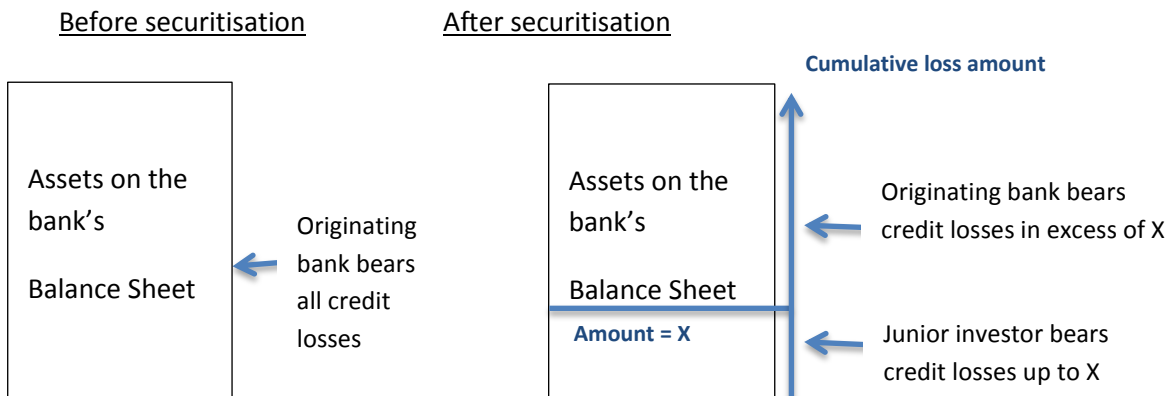 Before securitisation
After securitisation
Cumulative loss amount
Assets on the
bank's
Balance Sheet
Originating
bank bears
all credit
losses
Assets on the
bank's
Balance Sheet
Amount = X
Originating bank bears
credit losses in excess of X
Junior investor bears
credit losses up to X